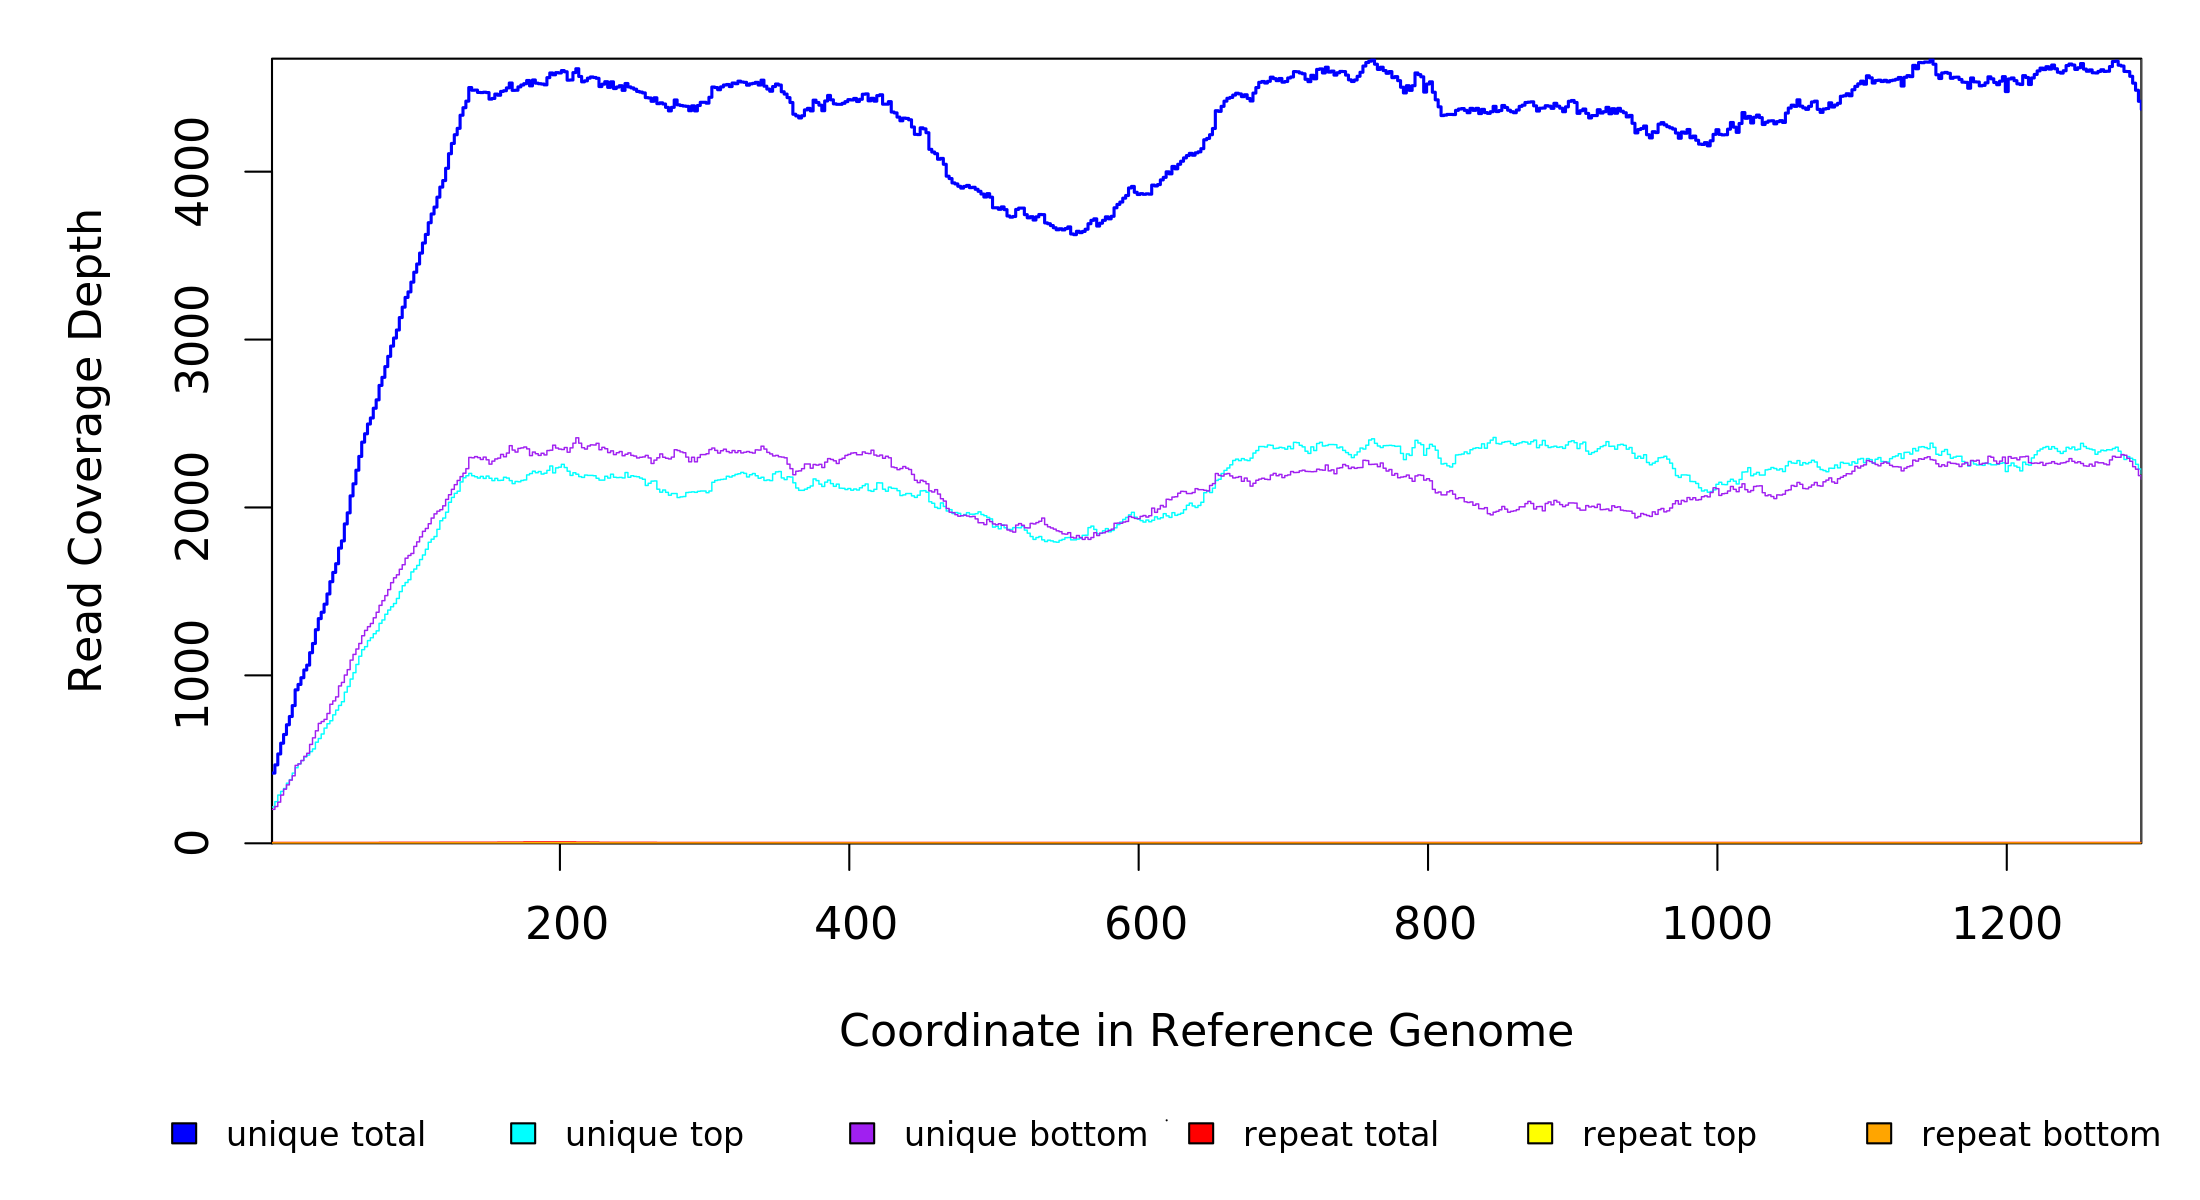 Read Coverage Depth
4000
3000
2000
1000
0
200 400 600 800 1000 1200
Coordinate in Reference Genome
unique total unique top unique bottom repeat total repeat top repeat bottom